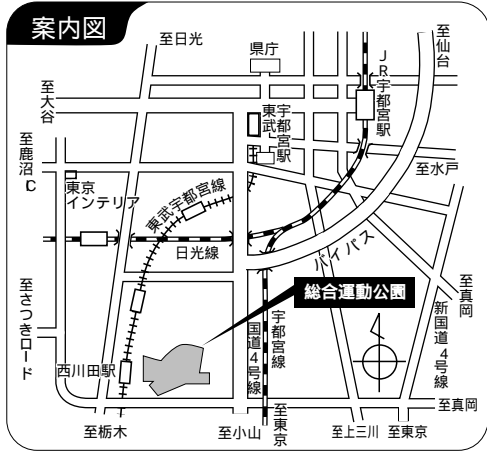 案内図
至日光
県庁
至仙台
JR宇都宮駅
至大谷
東武宇都宮駅
至鹿沼IC
至水戸
東京
インテリア
東武宇都宮線
日光線
バイパス
至真岡
総合運動公園
至さつきロード
宇都宮線
国道4号線
新国道4号線
西川田駅
至真岡
至栃木
至小山
至東京
至上三川
至東京